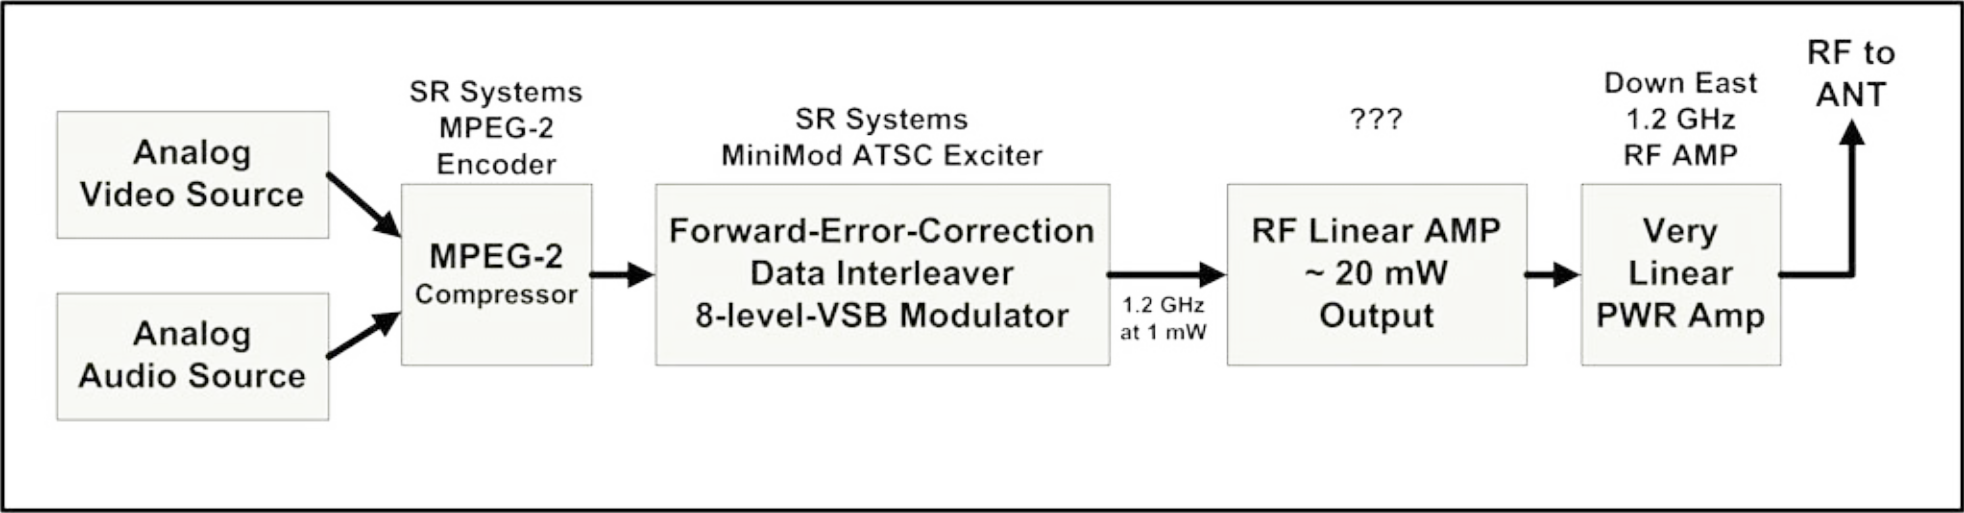 Analog
Video Source
Analog
Audio Source
SR Systems
MPEG-2
Encoder
MPEG-2
Compressor
SR Systems
MiniMod ATSC Exciter
Forward-Error-Correction
Data Interleaver
8-level-VSB Modulator
1.2 GHz
at 1 mW
???
RF Linear AMP
~ 20 mW
Output
Down East
1.2 GHz
RF AMP
Very
Linear
PWR Amp
RF to
ANT